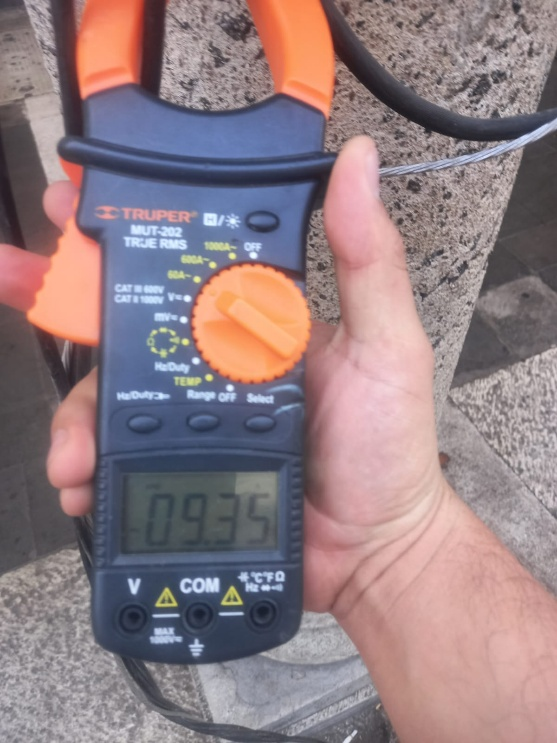 TRUPER® H/☀
MUT-202
TRUE RMS
1000A~ OFF
600A~
60A~
CAT III 600V
CAT II 1000V
V
mV
Hz/Duty
TEMP
OFF
Hz/Duty Range Select
09.35
V COM °C°FΩ
Hz
MAX
1000V